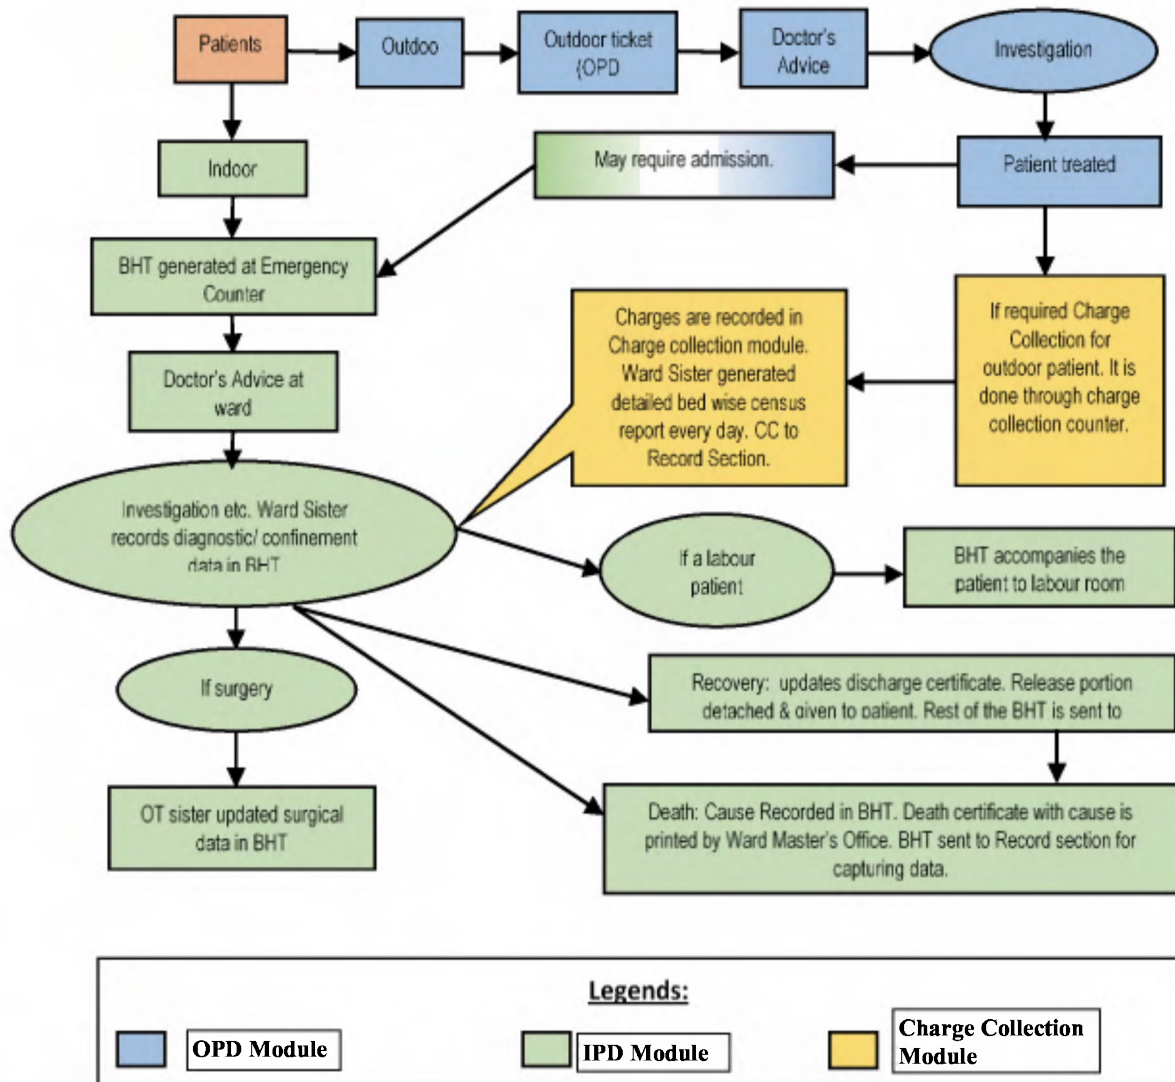 Patients
Outdoo
Outdoor ticket
(OPD
Doctor's
Advice
Investigation
Indoor
May require admission.
Patient treated
BHT generated at Emergency
Counter
Charges are recorded in
Charge collection module.
Ward Sister generated
detailed bed wise census
report every day. CC to
Record Section.
If required Charge
Collection for
outdoor patient. It is
done through charge
collection counter.
Doctor's Advice at
ward
Investigation etc. Ward Sister
records diagnostic/ confinement
data in BHT
If a labour
patient
BHT accompanies the
patient to labour room
If surgery
Recovery: updates discharge certificate. Release portion
detached & given to patient. Rest of the BHT is sent to
OT sister updated surgical
data in BHT
Death: Cause Recorded in BHT. Death certificate with cause is
printed by Ward Master's Office. BHT sent to Record section for
capturing data.
Legends:
OPD Module
IPD Module
Charge Collection
Module